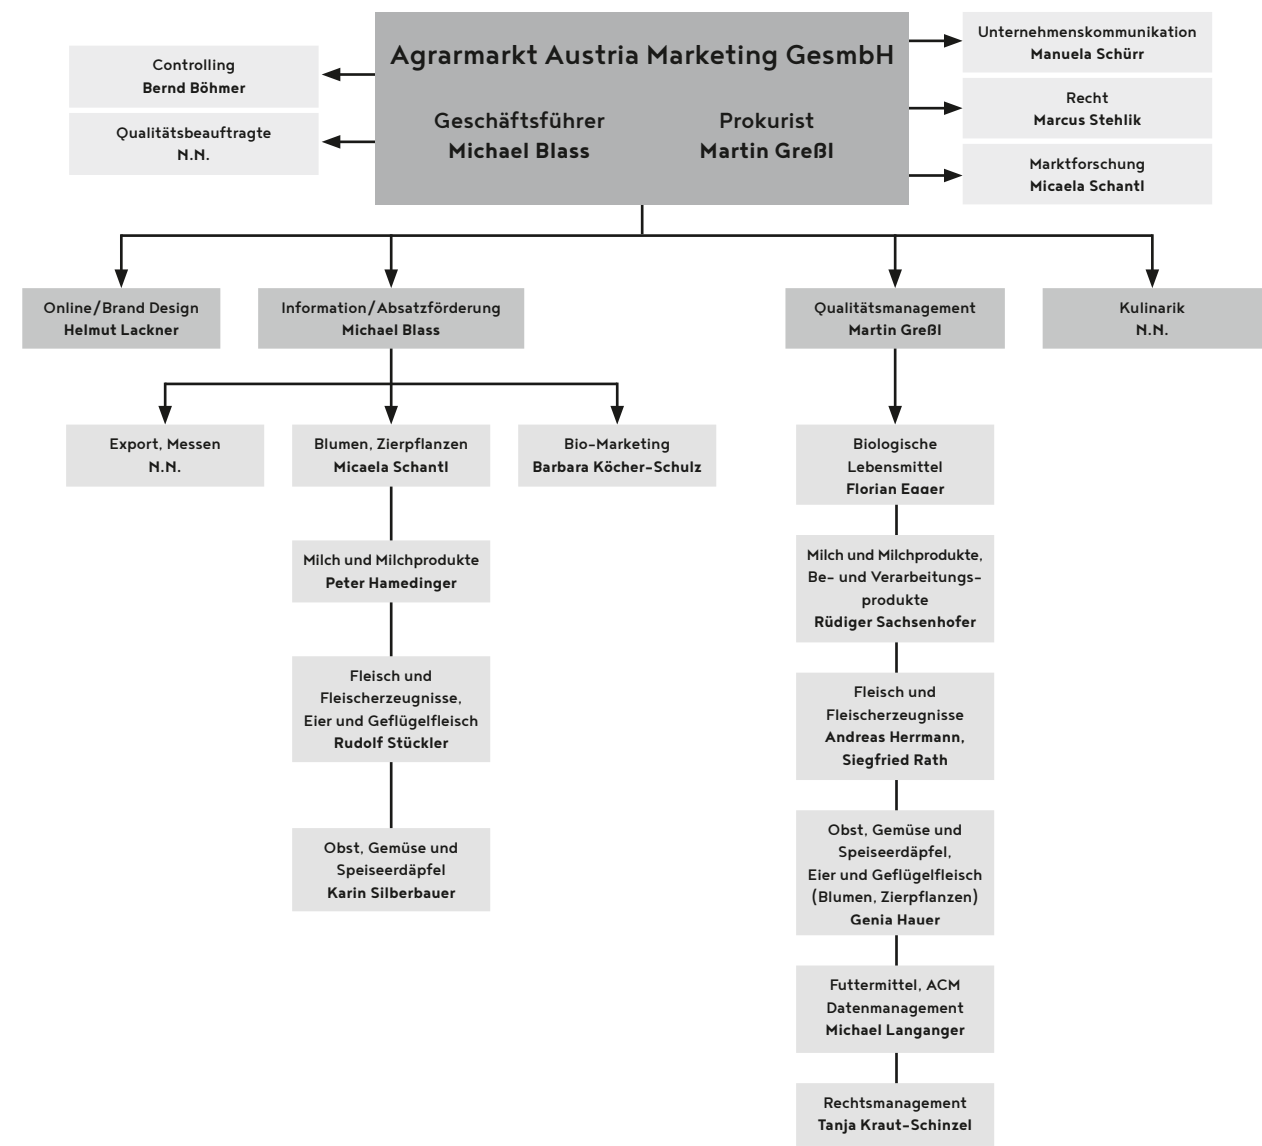 Agrarmarkt Austria Marketing GesmbH
Geschäftsführer
Michael Blass
Prokurist
Martin Greßl
Controlling
Bernd Böhmer
Qualitätsbeauftragte
N.N.
Unternehmenskommunikation
Manuela Schürr
Recht
Marcus Stehlik
Marktforschung
Micaela Schantl
Online/Brand Design
Helmut Lackner
Information/Absatzförderung
Michael Blass
Qualitätsmanagement
Martin Greßl
Kulinarik
N.N.
Export, Messen
N.N.
Blumen, Zierpflanzen
Micaela Schantl
Bio-Marketing
Barbara Köcher-Schulz
Milch und Milchprodukte
Peter Hamedinger
Fleisch und
Fleischerzeugnisse,
Eier und Geflügelfleisch
Rudolf Stückler
Obst, Gemüse und
Speiseerdäpfel
Karin Silberbauer
Biologische
Lebensmittel
Florian Egger
Milch und Milchprodukte,
Be- und Verarbeitungs-
produkte
Rüdiger Sachsenhofer
Fleisch und
Fleischerzeugnisse
Andreas Herrmann,
Siegfried Rath
Obst, Gemüse und
Speiseerdäpfel,
Eier und Geflügelfleisch
(Blumen, Zierpflanzen)
Genia Hauer
Futtermittel, ACM
Datenmanagement
Michael Langanger
Rechtsmanagement
Tanja Kraut-Schinzel